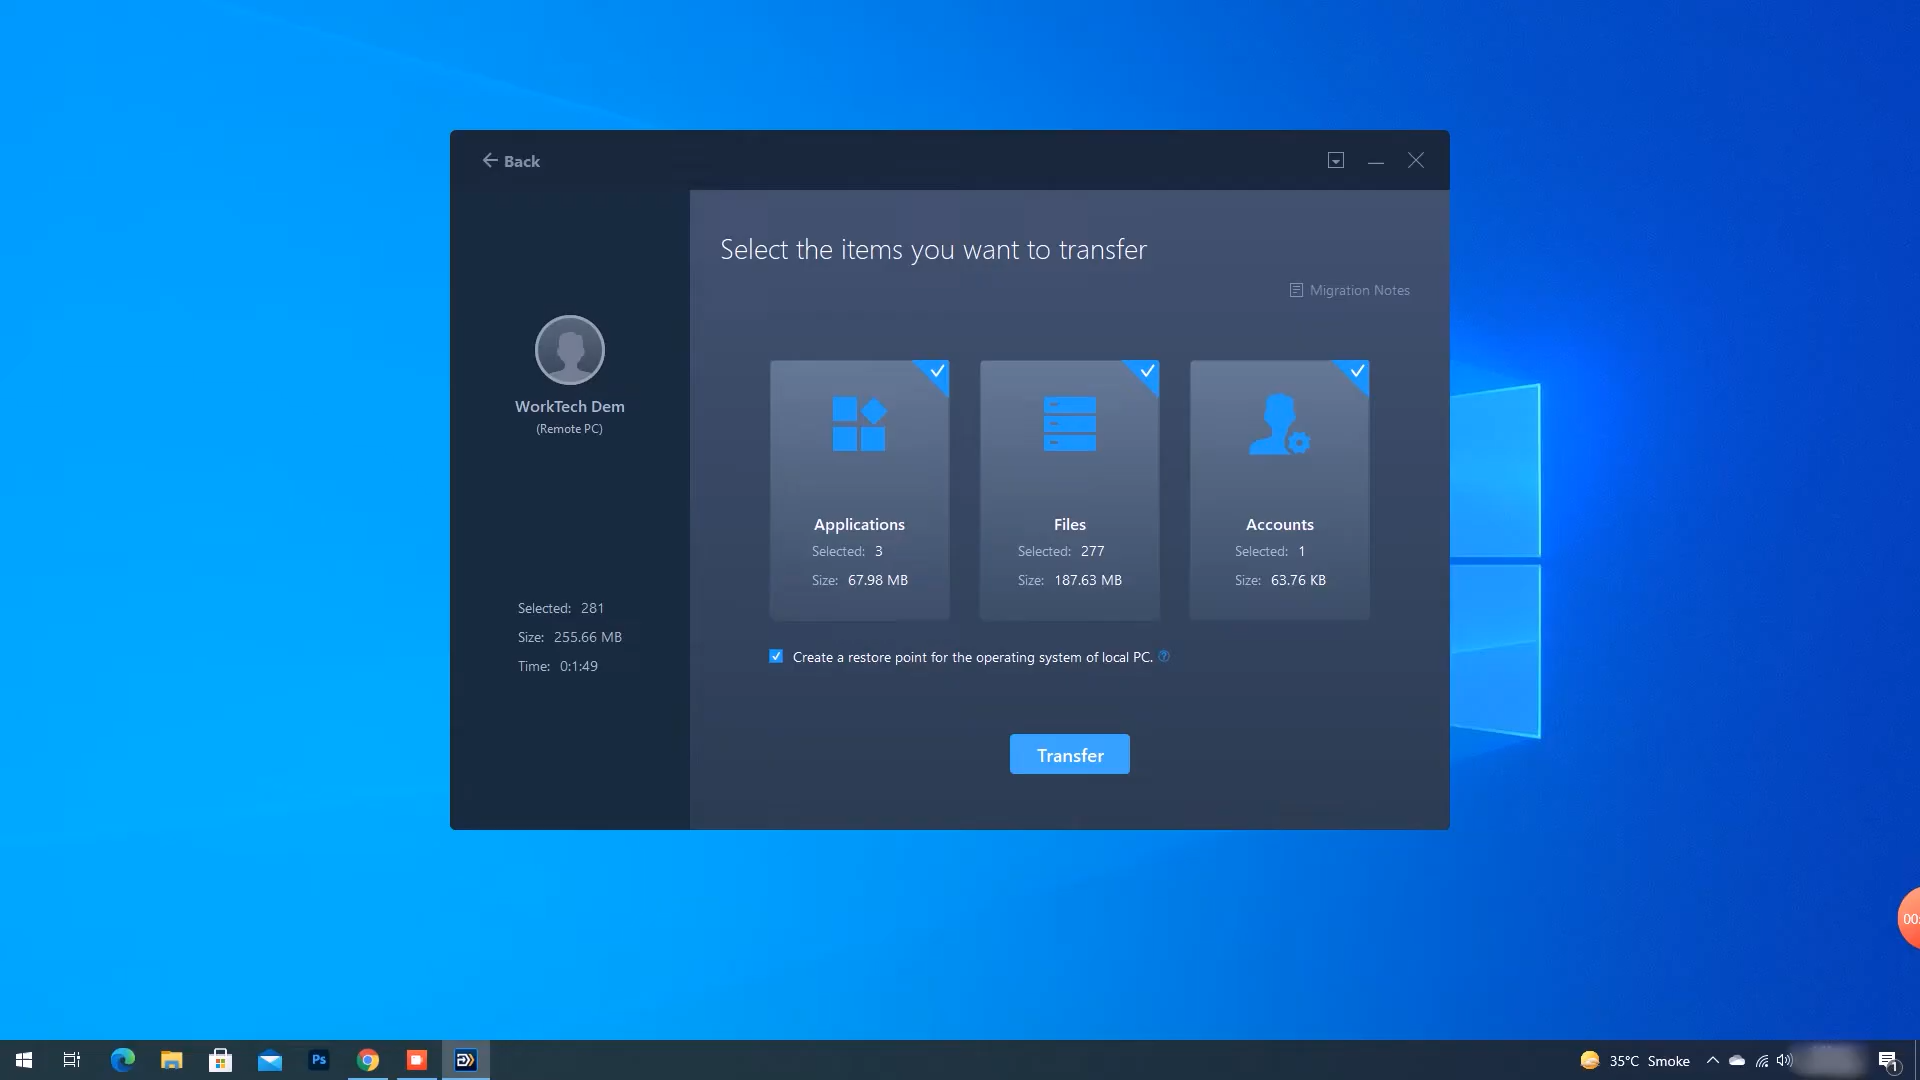 Back
Select the items you want to transfer
Migration Notes
WorkTech Dem
(Remote PC)
Applications
Selected: 3
Size: 67.98 MB
Files
Selected: 277
Size: 187.63 MB
Accounts
Selected: 1
Size: 63.76 KB
Selected: 281
Size: 255.66 MB
Time: 0:1:49
Create a restore point for the operating system of local PC. ?
Transfer
00:
Ps
35°C Smoke
1